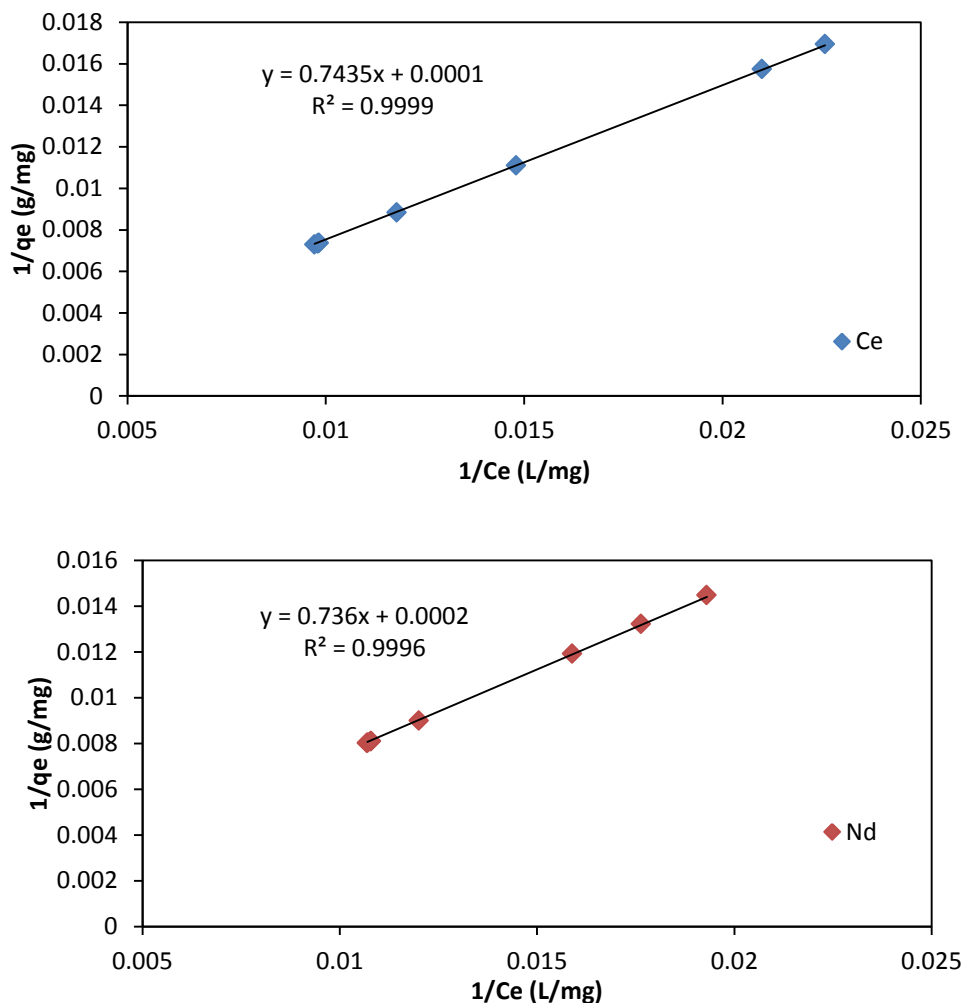 0.018
0.016
0.014
0.012
0.01
0.008
0.006
0.004
0.002
0
1/qe (g/mg)
y = 0.7435x + 0.0001
R² = 0.9999
Ce
0.005 0.01 0.015 0.02 0.025
1/Ce (L/mg)
0.016
0.014
0.012
0.01
0.008
0.006
0.004
0.002
0
1/qe (g/mg)
y = 0.736x + 0.0002
R² = 0.9996
Nd
0.005 0.01 0.015 0.02 0.025
1/Ce (L/mg)